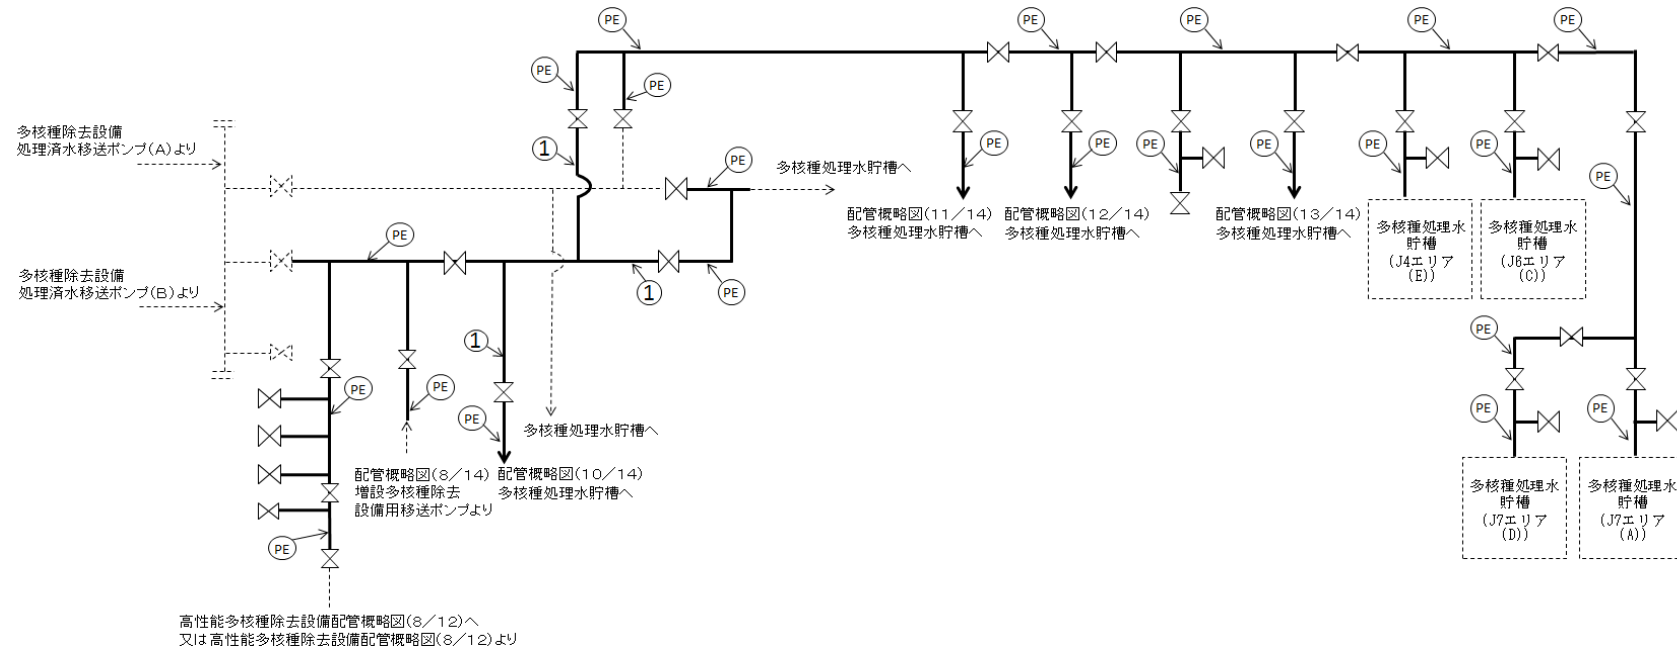 PE
PE
PE
PE
PE
PE
PE
PE
多核種除去設備
処理済水移送ポンプ(A)より
1
PE
PE
PE
PE
PE
PE
PE
多核種処理水貯槽へ
PE
配管概略図(11/14)
多核種処理水貯槽へ
配管概略図(12/14)
多核種処理水貯槽へ
配管概略図(13/14)
多核種処理水貯槽へ
多核種処理水
貯槽
(J4エリア
(E))
多核種処理水
貯槽
(J6エリア
(C))
PE
多核種除去設備
処理済水移送ポンプ(B)より
1
PE
1
PE
PE
PE
PE
PE
PE
多核種処理水貯槽へ
配管概略図(8/14)
増設多核種除去
設備用移送ポンプより
配管概略図(10/14)
多核種処理水貯槽へ
多核種処理水
貯槽
(J7エリア
(D))
多核種処理水
貯槽
(J7エリア
(A))
PE
高性能多核種除去設備配管概略図(8/12)へ
又は高性能多核種除去設備配管概略図(8/12)より